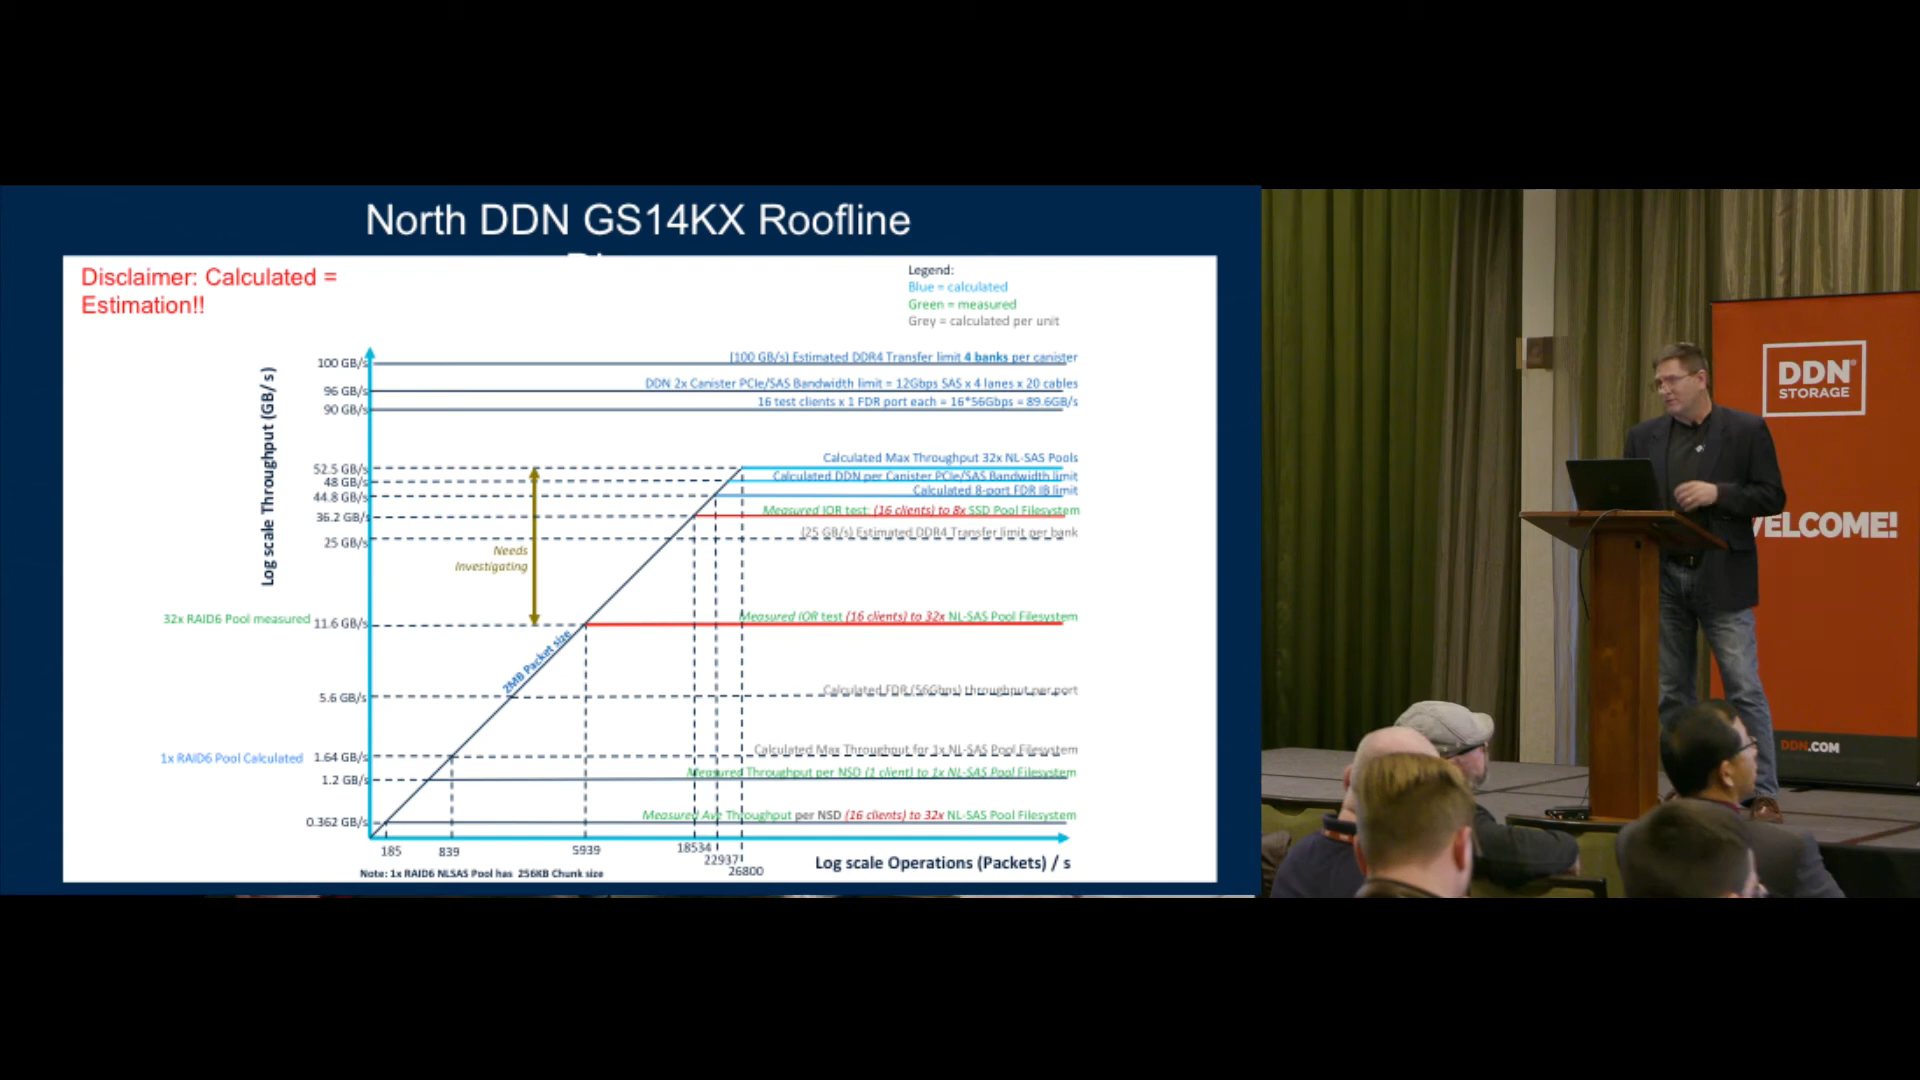 North DDN GS14KX Roofline
Disclaimer: Calculated =
Estimation!!
Legend:
Blue = calculated
Green = measured
Grey = calculated per unit
Log scale Throughput (GB/ s)
100 GB/s
(100 GB/s) Estimated DDR4 Transfer limit 4 banks per canister
96 GB/s
DDN 2x Canister PCIe/SAS Bandwidth limit = 12Gbps SAS x 4 lanes x 20 cables
90 GB/s
16 test clients x 1 FDR port each = 16*56Gbps = 89.6GB/s
52.5 GB/s
Calculated Max Throughput 32x NL-SAS Pools
48 GB/s
Calculated DDN per Canister PCIe/SAS Bandwidth limit
44.8 GB/s
Calculated 8-port FDR IB limit
36.2 GB/s
Measured IOR test: (16 clients) to 8x SSD Pool Filesystem
25 GB/s
(25 GB/s) Estimated DDR4 Transfer limit per bank
Needs
Investigating
32x RAID6 Pool measured
11.6 GB/s
Measured IOR test (16 clients) to 32x NL-SAS Pool Filesystem
2MB Packet size
5.6 GB/s
Calculated FDR (56Gbps) throughput per port
1x RAID6 Pool Calculated
1.64 GB/s
Calculated Max Throughput for 1x NL-SAS Pool Filesystem
1.2 GB/s
Measured Throughput per NSD (1 client) to 1x NL-SAS Pool Filesystem
0.362 GB/s
Measured Ave Throughput per NSD (16 clients) to 32x NL-SAS Pool Filesystem
185
839
5939
18534
22937
26800
Log scale Operations (Packets) / s
Note: 1x RAID6 NLSAS Pool has 256KB Chunk size
DDN®
STORAGE
WELCOME!
DDN.COM